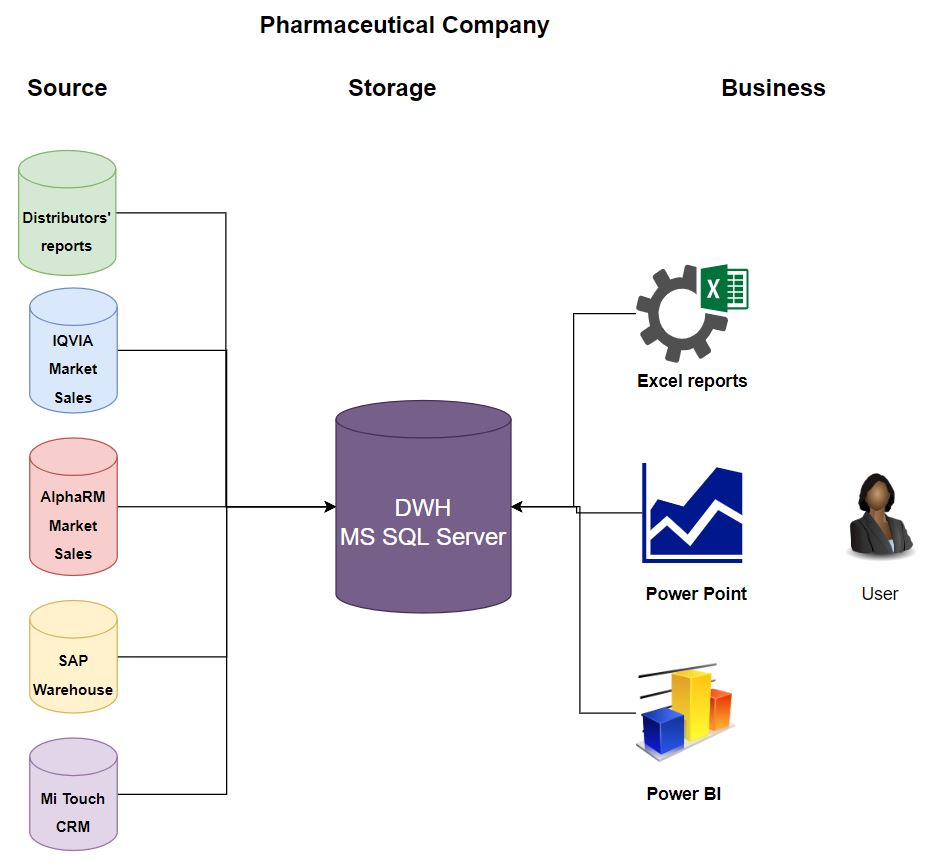 Pharmaceutical Company
Source
Storage
Business
Distributors'
reports
IQVIA
Market
Sales
AlphaRM
Market
Sales
SAP
Warehouse
Mi Touch
CRM
DWH
MS SQL Server
X
Excel reports
Power Point
User
Power BI